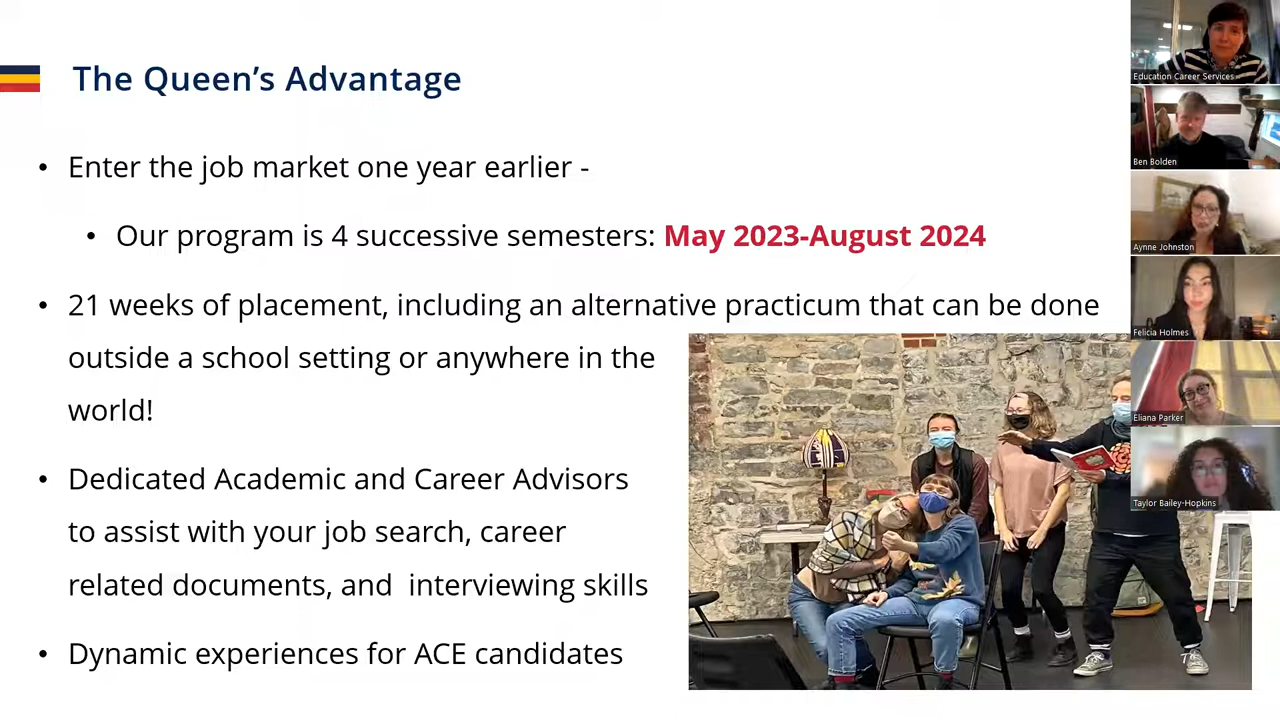 The Queen's Advantage
• Enter the job market one year earlier -
• Our program is 4 successive semesters: May 2023-August 2024
• 21 weeks of placement, including an alternative practicum that can be done
outside a school setting or anywhere in the
world!
• Dedicated Academic and Career Advisors
to assist with your job search, career
related documents, and  interviewing skills
• Dynamic experiences for ACE candidates
Education Career Services
Ben Bolden
Aynne Johnston
Felicia Holmes
Eliana Parker
Taylor Bailey-Hopkins